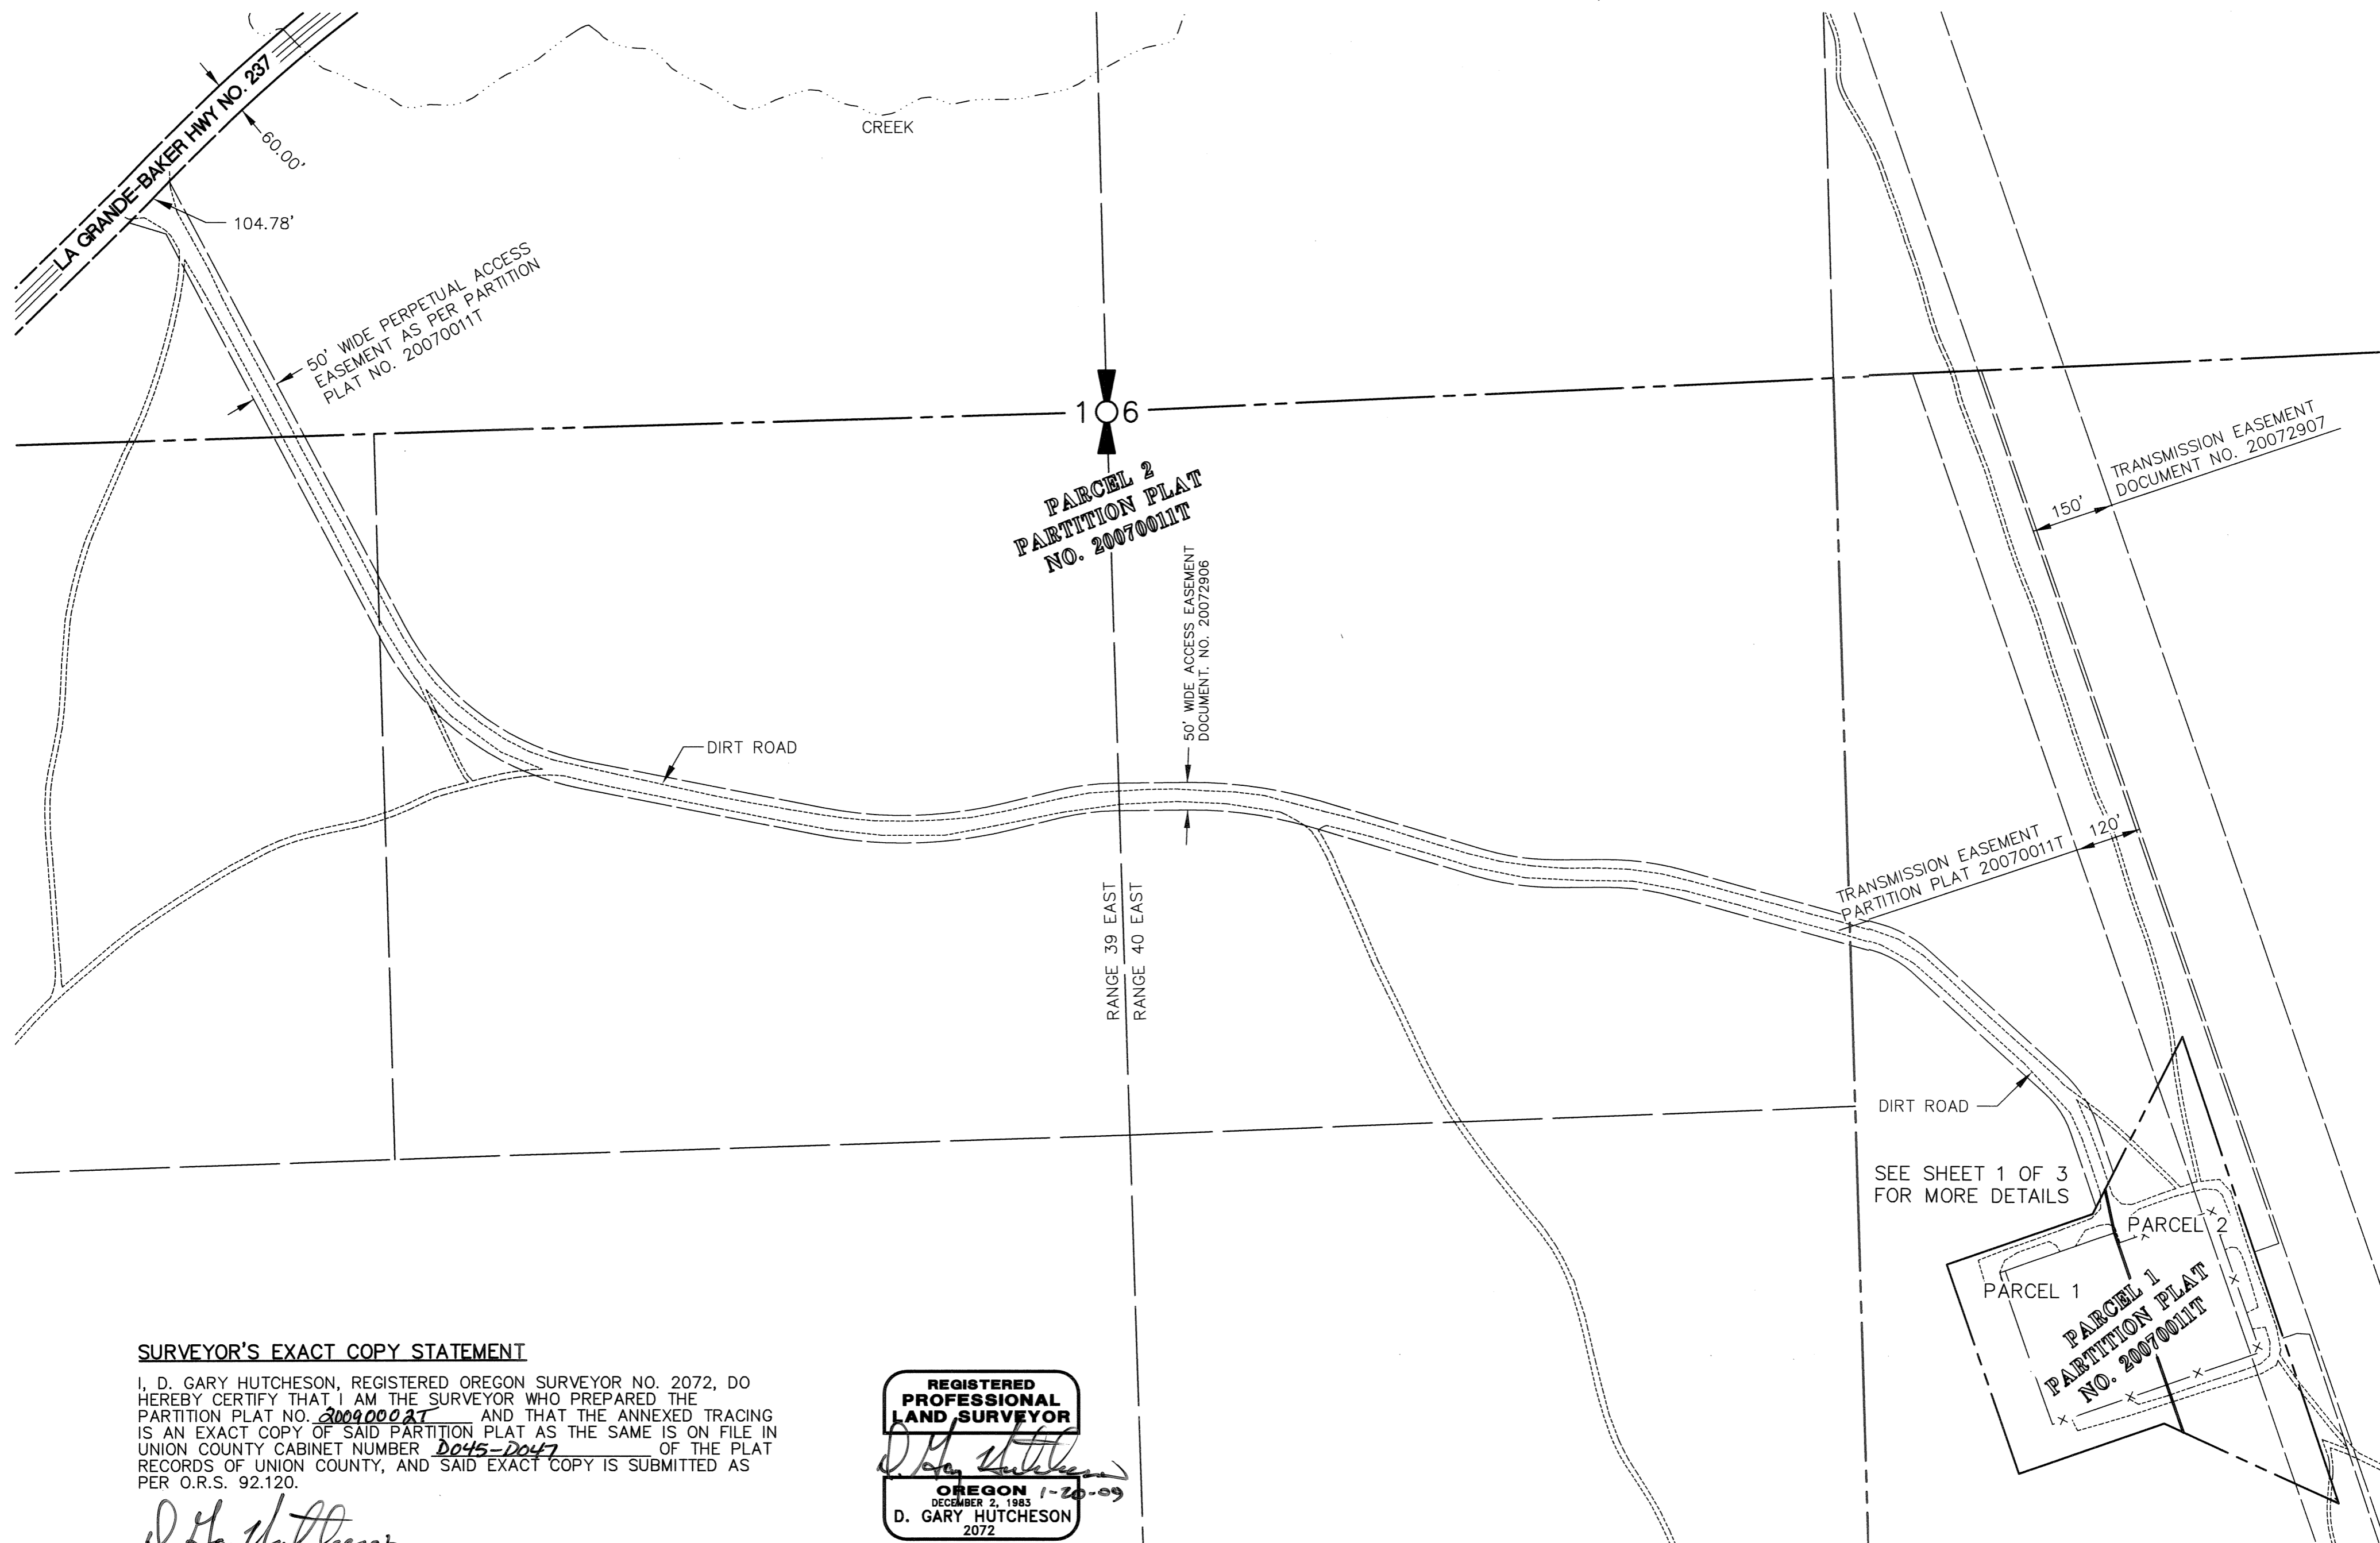 LA GRANDE-BAKER HWY NO. 237
60.00'
104.78'
CREEK
50' WIDE PERPETUAL ACCESS
EASEMENT AS PER PARTITION
PLAT NO. 20070011T
1 6
PARCEL 2
PARTITION PLAT
NO. 20070011T
TRANSMISSION EASEMENT
DOCUMENT NO. 20072907
150'
50' WIDE ACCESS EASEMENT
DOCUMENT. NO. 20072906
DIRT ROAD
120'
TRANSMISSION EASEMENT
PARTITION PLAT 20070011T
RANGE 39 EAST
RANGE 40 EAST
DIRT ROAD
SEE SHEET 1 OF 3
FOR MORE DETAILS
PARCEL 2
PARCEL 1
PARCEL 1
PARTITION PLAT
NO. 20070011T
SURVEYOR'S EXACT COPY STATEMENT
I, D. GARY HUTCHESON, REGISTERED OREGON SURVEYOR NO. 2072, DO
HEREBY CERTIFY THAT I AM THE SURVEYOR WHO PREPARED THE
PARTITION PLAT NO. 20090002T AND THAT THE ANNEXED TRACING
IS AN EXACT COPY OF SAID PARTITION PLAT AS THE SAME IS ON FILE IN
UNION COUNTY CABINET NUMBER D045-D047 OF THE PLAT
RECORDS OF UNION COUNTY, AND SAID EXACT COPY IS SUBMITTED AS
PER O.R.S. 92.120.
REGISTERED
PROFESSIONAL
LAND SURVEYOR
D. Gary Hutcheson
OREGON 1-20-09
DECEMBER 2, 1983
D. GARY HUTCHESON
2072